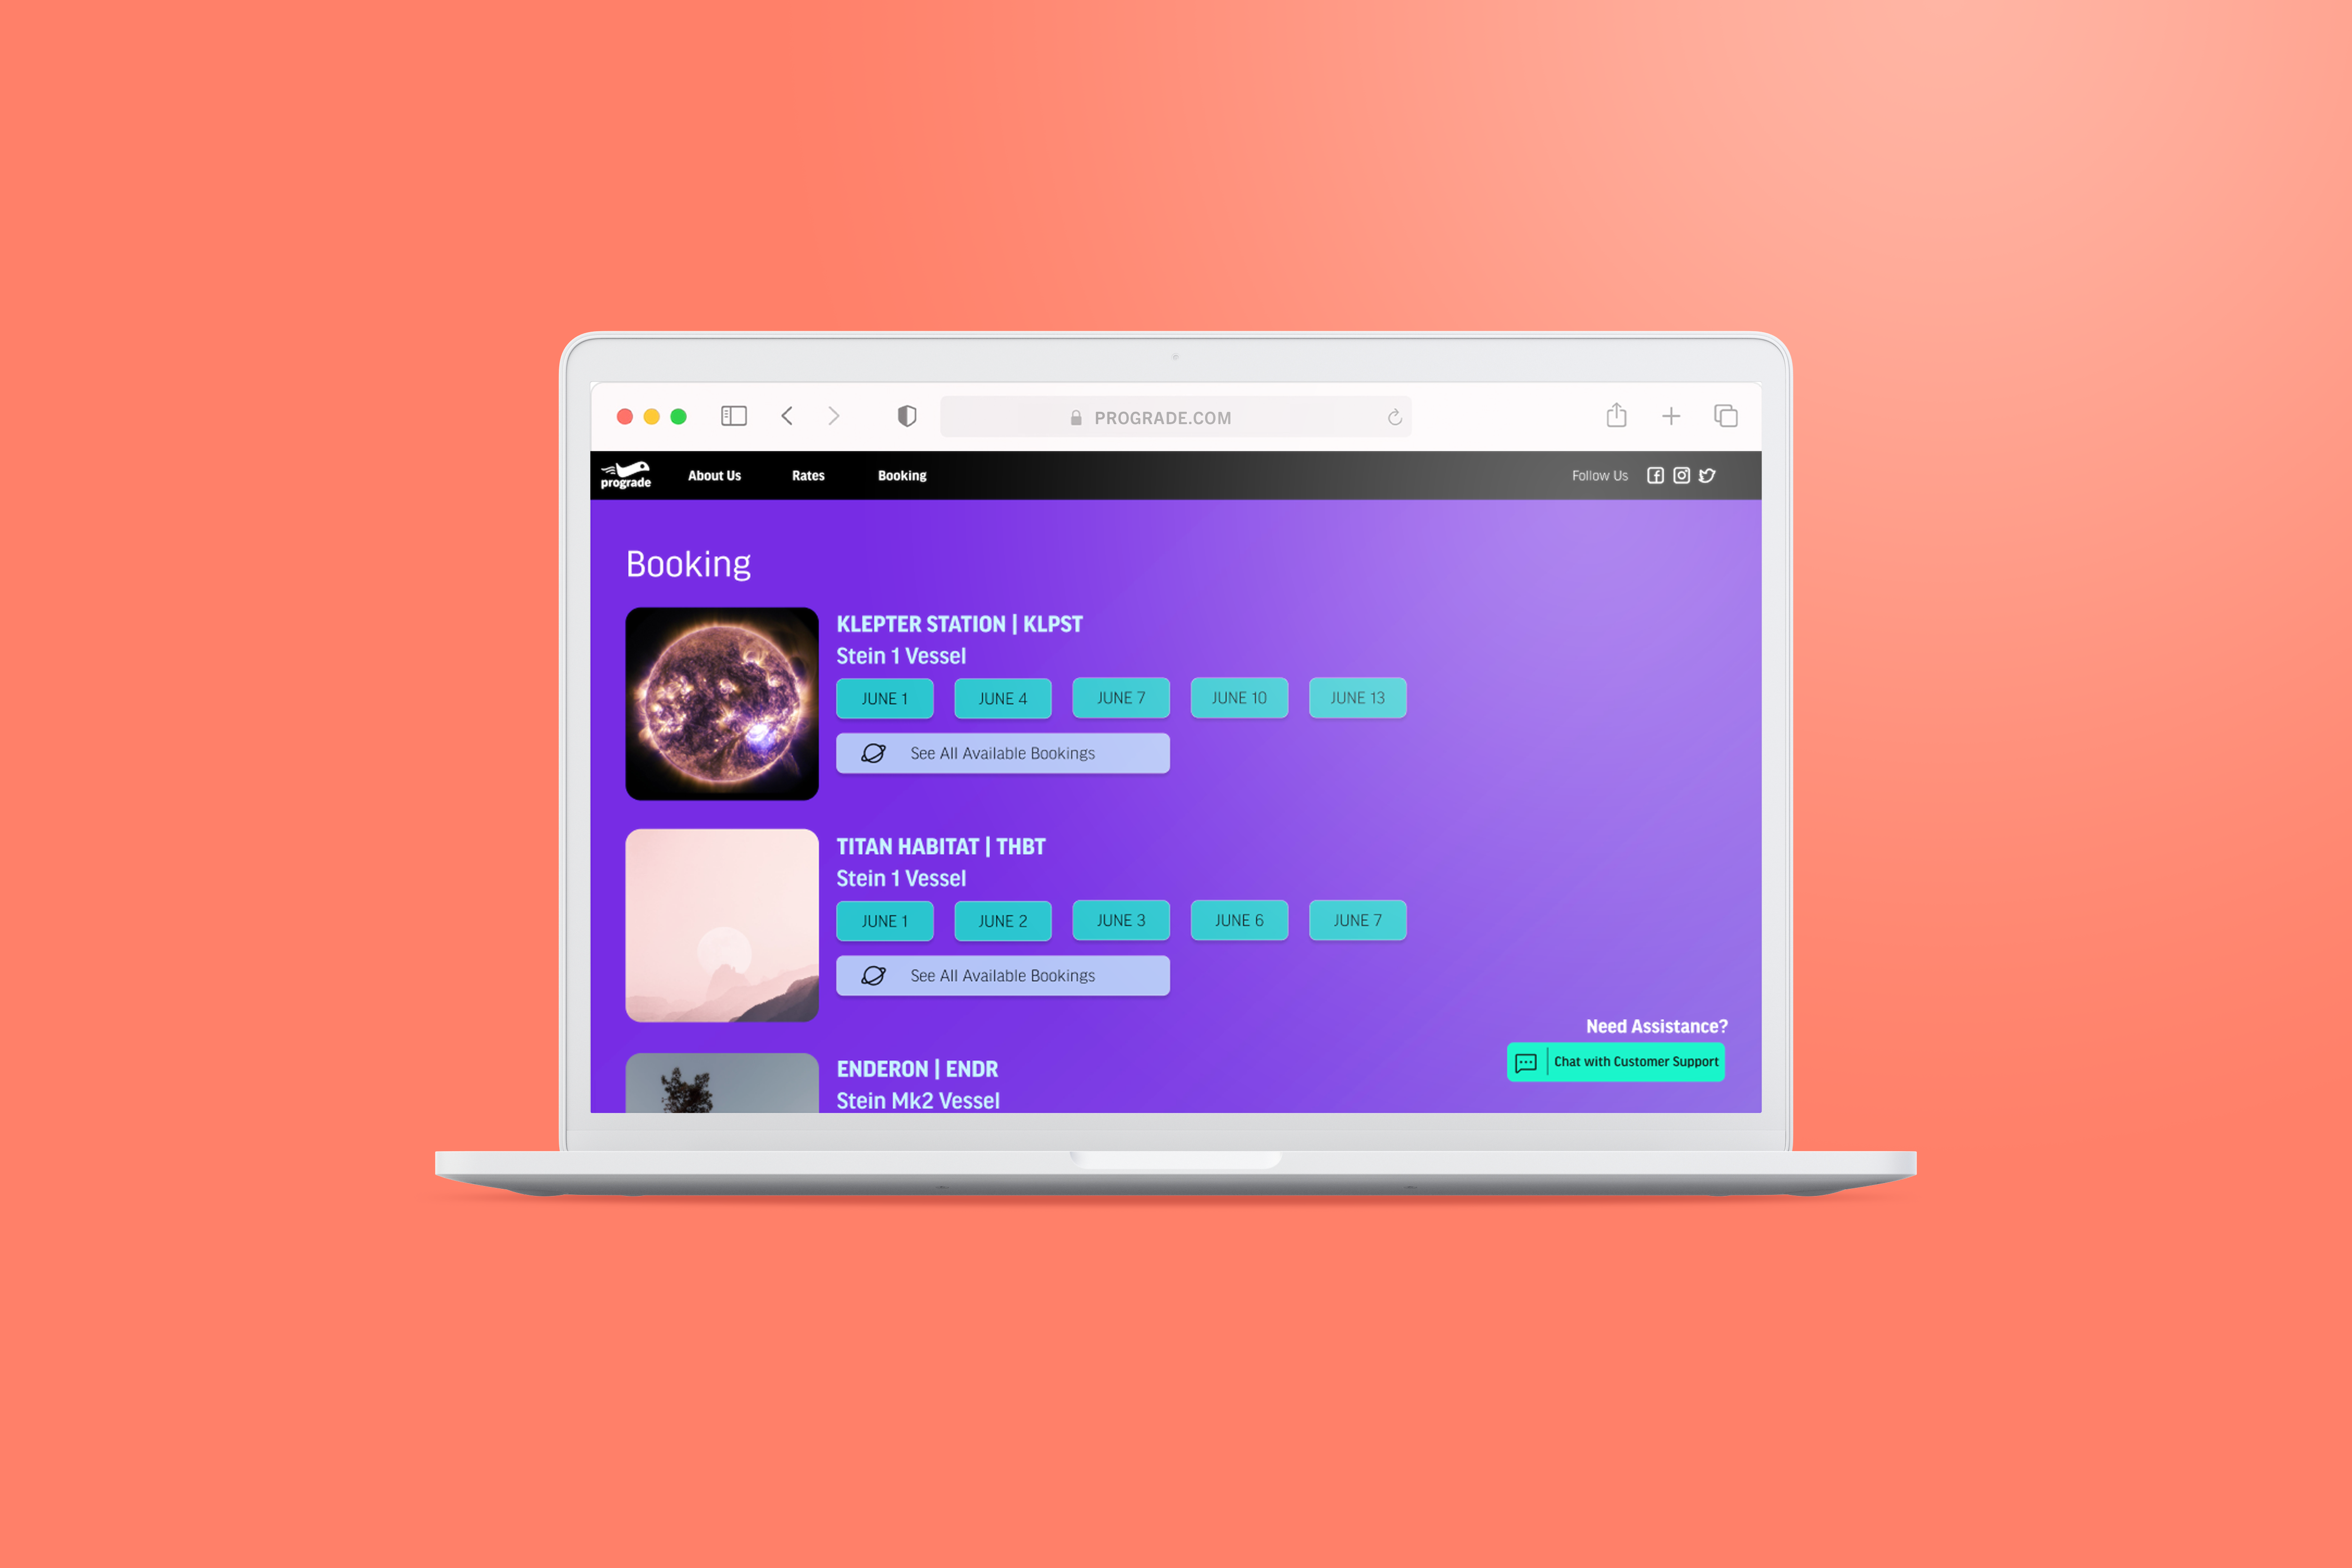 PROGRADE.COM
prograde
About Us
Rates
Booking
Follow Us
Booking
KLEPTER STATION | KLPST
Stein 1 Vessel
JUNE 1
JUNE 4
JUNE 7
JUNE 10
JUNE 13
See All Available Bookings
TITAN HABITAT | THBT
Stein 1 Vessel
JUNE 1
JUNE 2
JUNE 3
JUNE 6
JUNE 7
See All Available Bookings
ENDERON | ENDR
Stein Mk2 Vessel
Need Assistance?
Chat with Customer Support